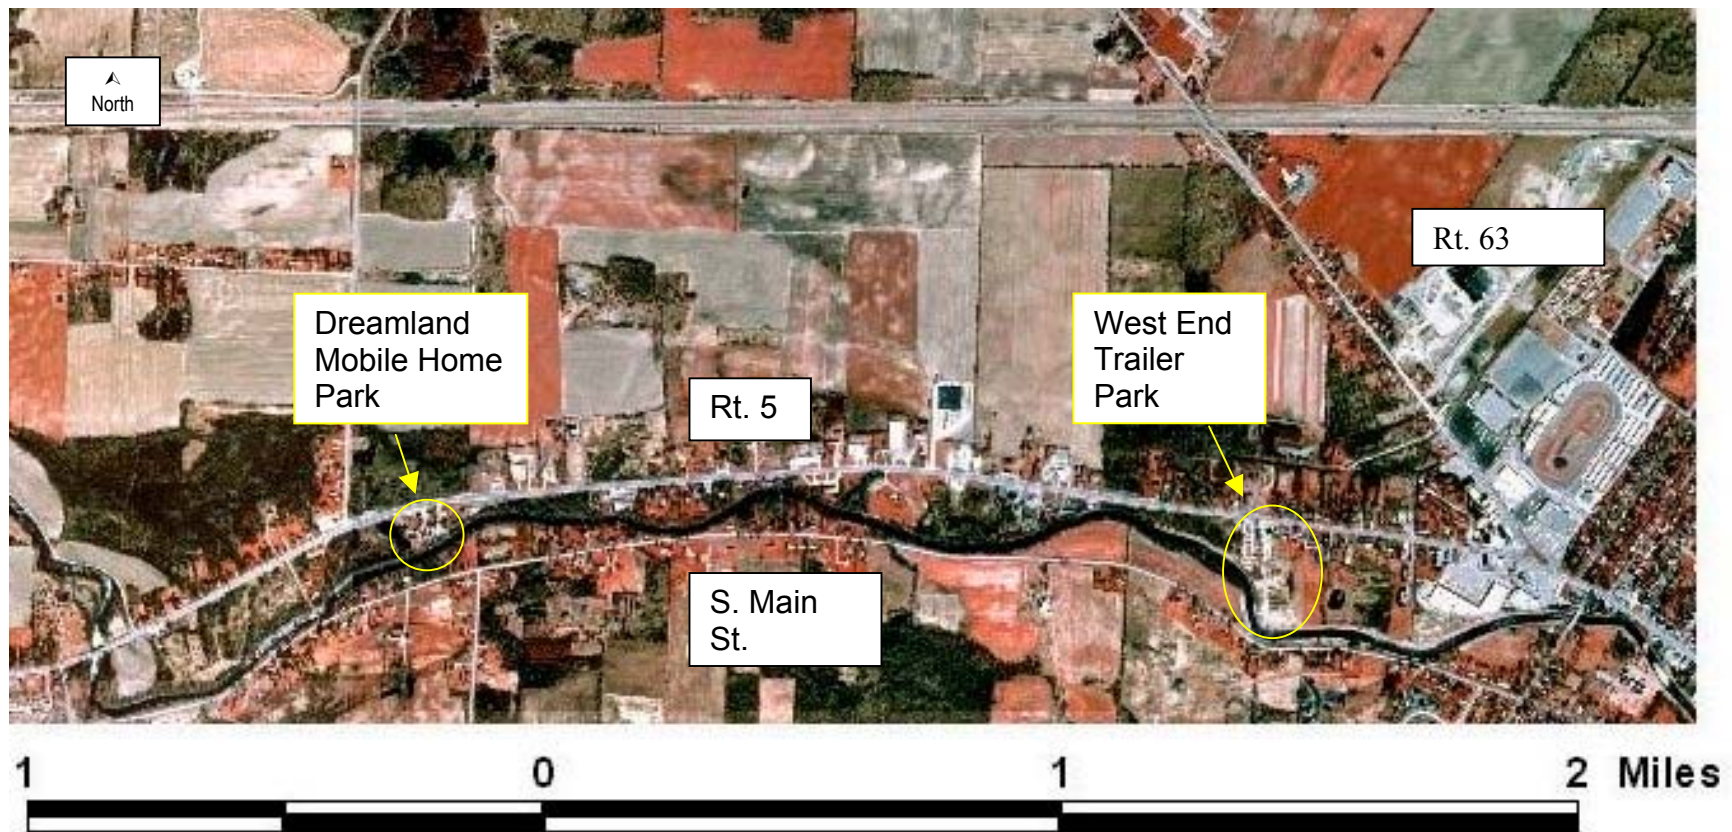 North
Rt. 63
Dreamland
Mobile Home
Park
West End
Trailer
Park
Rt. 5
S. Main
St.
1 0 1 2 Miles